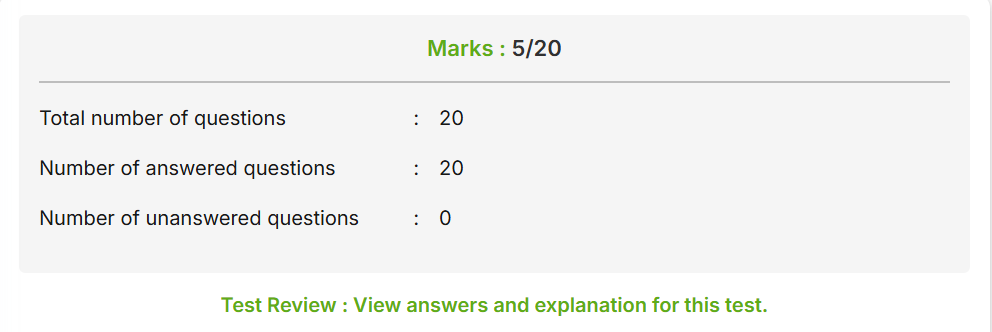 Marks : 5/20
Total number of questions : 20
Number of answered questions : 20
Number of unanswered questions : 0
Test Review : View answers and explanation for this test.